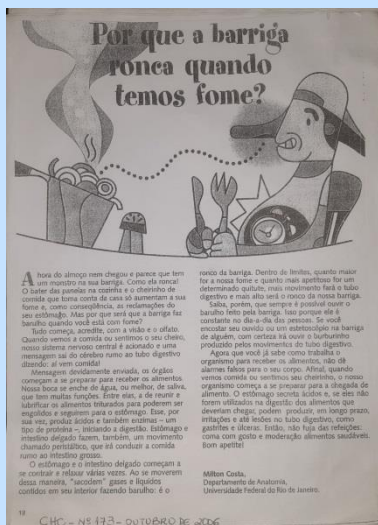 Por que a barriga
ronca quando
temos fome?
A hora do almoço nem chegou e parece que tem
um monstro na sua barriga. Como ela ronca!
O bater das panelas na cozinha e o cheirinho de
comida que toma conta da casa só aumentam a sua
fome e, como conseqüência, as reclamações do
seu estômago. Mas por que será que a barriga faz
barulho quando você está com fome?
Tudo começa, acredite, com a visão e o olfato.
Quando vemos a comida ou sentimos o seu cheiro,
nosso sistema nervoso central é acionado e uma
mensagem sai do cérebro rumo ao tubo digestivo
dizendo: aí vem comida!
Mensagem devidamente enviada, os órgãos
começam a se preparar para receber os alimentos.
Nossa boca se enche de água, ou melhor, de saliva,
que tem muitas funções. Entre elas, a de reunir e
lubrificar os alimentos triturados para poderem ser
engolidos e seguirem para o estômago. Esse, por
sua vez, produz ácidos e também enzimas – um
tipo de proteína –, iniciando a digestão. Estômago e
intestino delgado fazem, também, um movimento
chamado peristáltico, que irá conduzir a comida
rumo ao intestino grosso.
O estômago e o intestino delgado começam a
se contrair e relaxar várias vezes. Ao se moverem
dessa maneira, "sacodem" gases e líquidos
contidos em seu interior fazendo barulho: é o
ronco da barriga. Dentro de limites, quanto maior
for a nossa fome e quanto mais apetitoso for um
determinado quitute, mais movimento fará o tubo
digestivo e mais alto será o ronco da nossa barriga.
Saiba, porém, que sempre é possível ouvir o
barulho feito pela barriga. Isso porque ele é
constante no dia-a-dia das pessoas. Se você
encostar seu ouvido ou um estetoscópio na barriga
de alguém, com certeza irá ouvir o burburinho
produzido pelos movimentos do tubo digestivo.
Agora que você já sabe como trabalha o
organismo para receber os alimentos, não dê
alarmes falsos para o seu corpo. Afinal, quando
vemos comida ou sentimos seu cheirinho, o nosso
organismo começa a se preparar para a chegada de
alimento. O estômago secreta ácidos e, se eles não
forem utilizados na digestão dos alimentos que
deveriam chegar, podem produzir, em longo prazo,
irritações e até lesões no tubo digestivo, como
gastrites e úlceras. Então, não fuja das refeições:
coma com gosto e moderação alimentos saudáveis.
Bom apetite!
Milton Costa,
Departamento de Anatomia,
Universidade Federal do Rio de Janeiro.
18
CHC - Nº 173 - OUTUBRO DE 2006